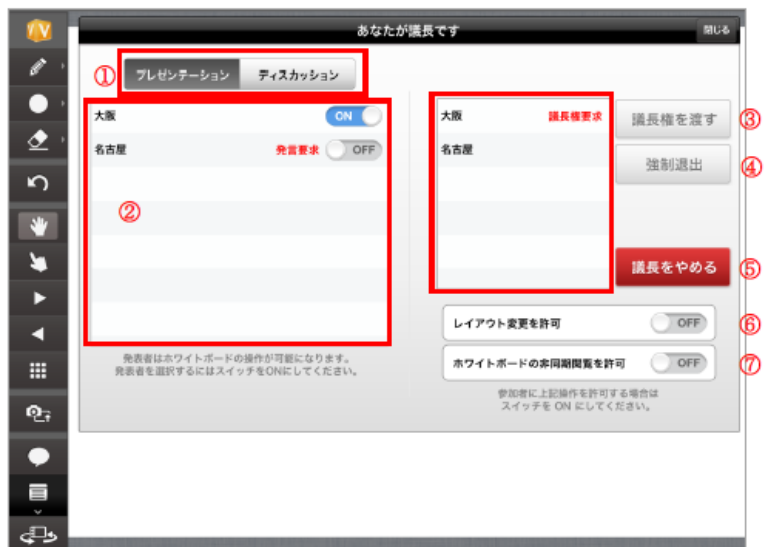 あなたが議長です
閉じる
① プレゼンテーション ディスカッション
大阪 ON
名古屋 発言要求 OFF
②
発表者はホワイトボードの操作が可能になります。
発表者を選択するにはスイッチをONにしてください。
大阪 議長権要求
名古屋
議長権を渡す ③
強制退出 ④
議長をやめる ⑤
レイアウト変更を許可 OFF ⑥
ホワイトボードの非同期閲覧を許可 OFF ⑦
参加者に上記操作を許可する場合は
スイッチを ON にしてください。